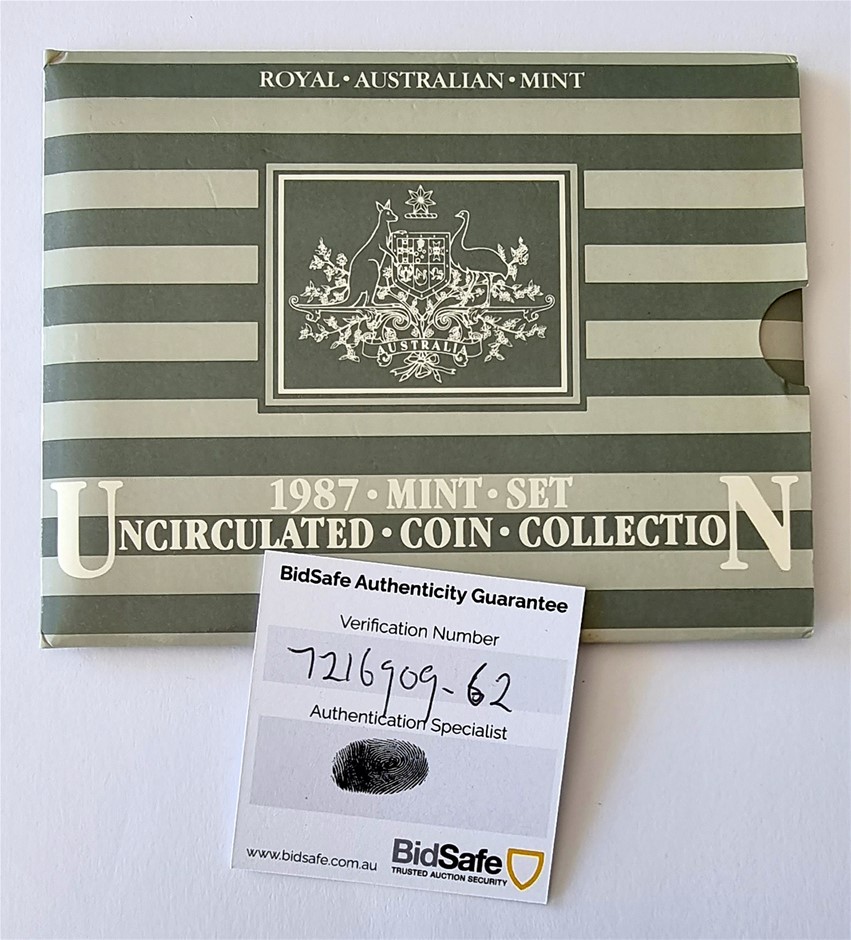 ROYAL • AUSTRALIAN • MINT
AUSTRALIA
1987 • MINT • SET
UNCIRCULATED • COIN • COLLECTION
BidSafe Authenticity Guarantee
Verification Number
7216909-62
Authentication Specialist
www.bidsafe.com.au
BidSafe
TRUSTED AUCTION SECURITY